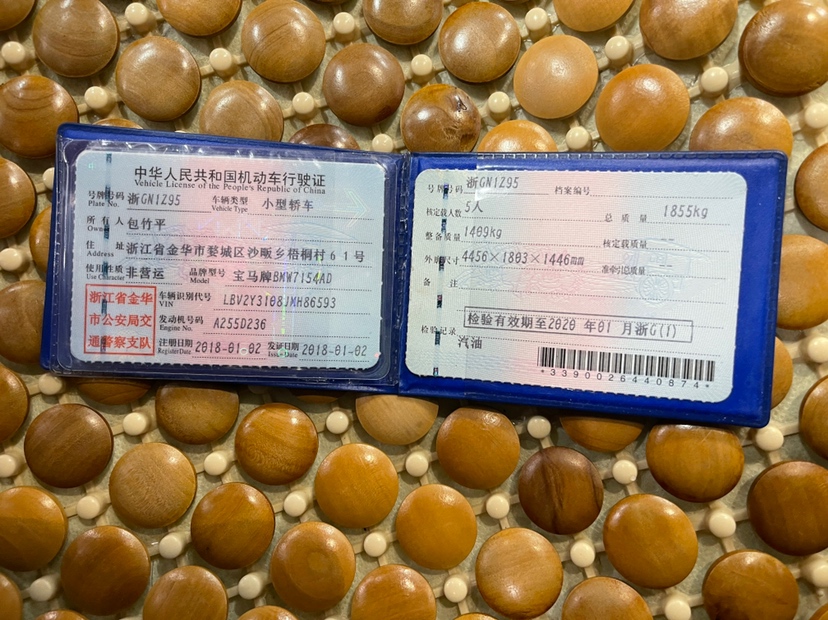 中华人民共和国机动车行驶证
Vehicle License of the People's Republic of China
号牌号码 浙GN1Z95 车辆类型 小型轿车
Plate No. Vehicle Type
所有人 包竹平
Owner
住址 浙江省金华市婺城区沙畈乡梧桐村61号
Address
使用性质 非营运 品牌型号 宝马牌BMW7154AD
Use Character Model
浙江省金华
市公安局交
通警察支队
车辆识别代号 LBV2Y3108JMH86593
VIN
发动机号码 A255D236
Engine No.
注册日期 2018-01-02 发证日期 2018-01-02
Register Date Issue Date
号牌号码 浙GN1Z95 档案编号
核定载人数 5人 总质量 1855kg
整备质量 1409kg 核定载质量 --
外廓尺寸 4456×1803×1446mm 准牵引总质量 --
备注
检验有效期至2020年01月浙G(1)
检验记录
汽油
*3390026440874*